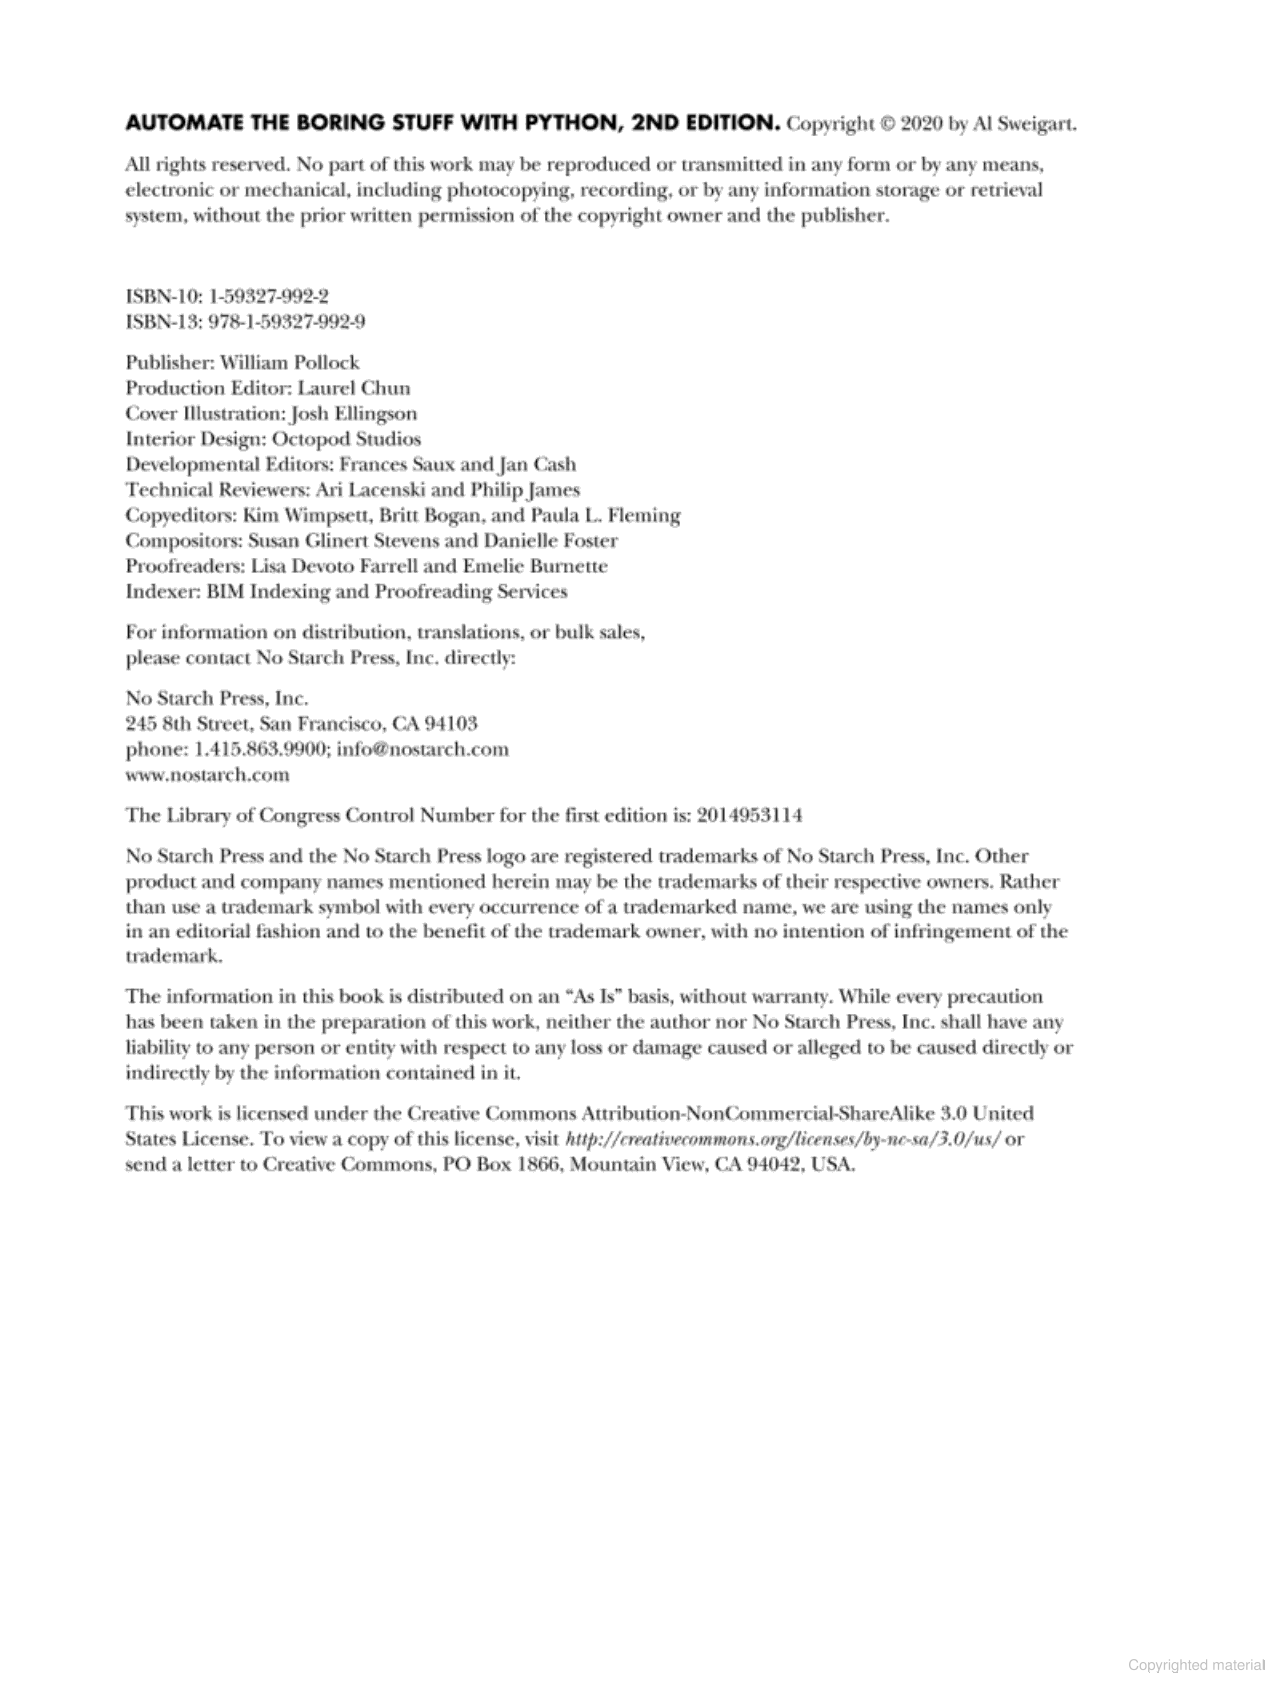 AUTOMATE THE BORING STUFF WITH PYTHON, 2ND EDITION. Copyright © 2020 by Al Sweigart.
All rights reserved. No part of this work may be reproduced or transmitted in any form or by any means,
electronic or mechanical, including photocopying, recording, or by any information storage or retrieval
system, without the prior written permission of the copyright owner and the publisher.
ISBN-10: 1-59327-992-2
ISBN-13: 978-1-59327-992-9
Publisher: William Pollock
Production Editor: Laurel Chun
Cover Illustration: Josh Ellingson
Interior Design: Octopod Studios
Developmental Editors: Frances Saux and Jan Cash
Technical Reviewers: Ari Lacenski and Philip James
Copyeditors: Kim Wimpsett, Britt Bogan, and Paula L. Fleming
Compositors: Susan Glinert Stevens and Danielle Foster
Proofreaders: Lisa Devoto Farrell and Emelie Burnette
Indexer: BIM Indexing and Proofreading Services
For information on distribution, translations, or bulk sales,
please contact No Starch Press, Inc. directly:
No Starch Press, Inc.
245 8th Street, San Francisco, CA 94103
phone: 1.415.863.9900; info@nostarch.com
www.nostarch.com
The Library of Congress Control Number for the first edition is: 2014953114
No Starch Press and the No Starch Press logo are registered trademarks of No Starch Press, Inc. Other
product and company names mentioned herein may be the trademarks of their respective owners. Rather
than use a trademark symbol with every occurrence of a trademarked name, we are using the names only
in an editorial fashion and to the benefit of the trademark owner, with no intention of infringement of the
trademark.
The information in this book is distributed on an “As Is” basis, without warranty. While every precaution
has been taken in the preparation of this work, neither the author nor No Starch Press, Inc. shall have any
liability to any person or entity with respect to any loss or damage caused or alleged to be caused directly or
indirectly by the information contained in it.
This work is licensed under the Creative Commons Attribution-NonCommercial-ShareAlike 3.0 United
States License. To view a copy of this license, visit http://creativecommons.org/licenses/by-nc-sa/3.0/us/ or
send a letter to Creative Commons, PO Box 1866, Mountain View, CA 94042, USA.
Copyrighted material